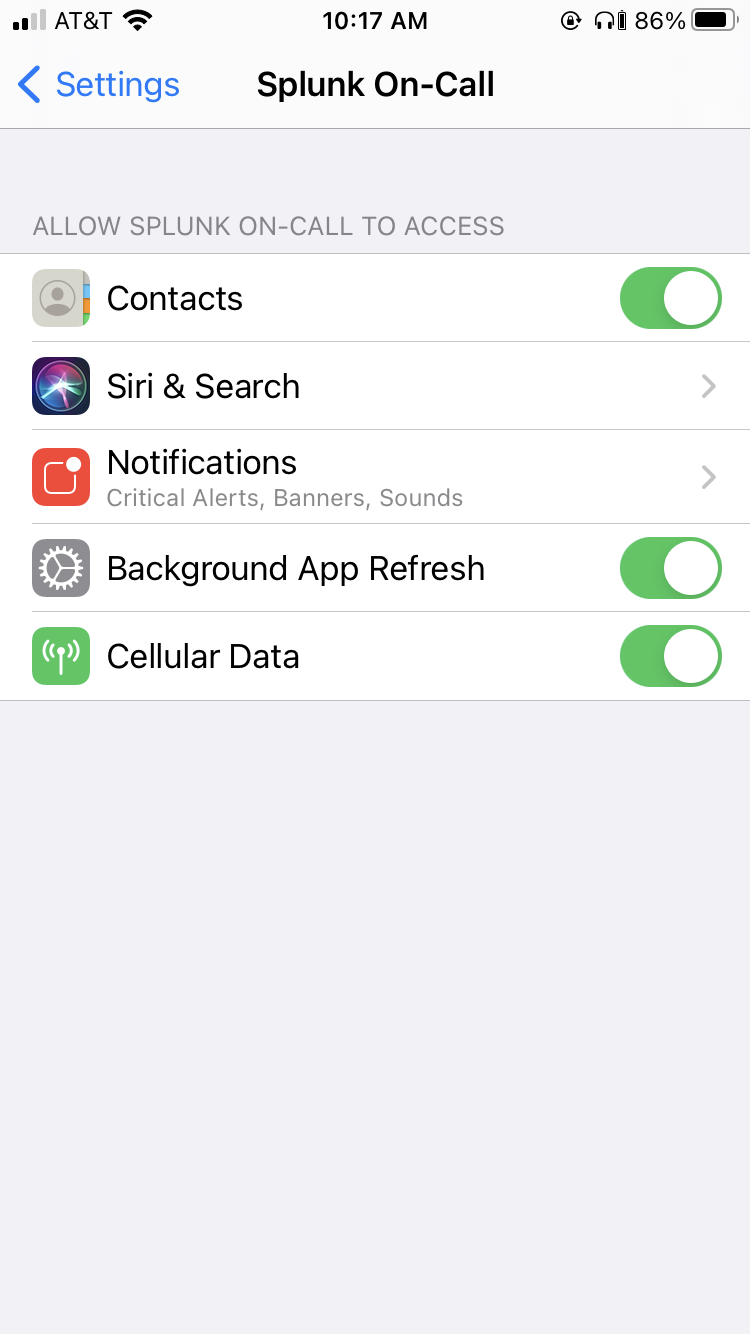 AT&T 10:17 AM 86%
Settings Splunk On-Call
ALLOW SPLUNK ON-CALL TO ACCESS
Contacts
Siri & Search
Notifications
Critical Alerts, Banners, Sounds
Background App Refresh
Cellular Data